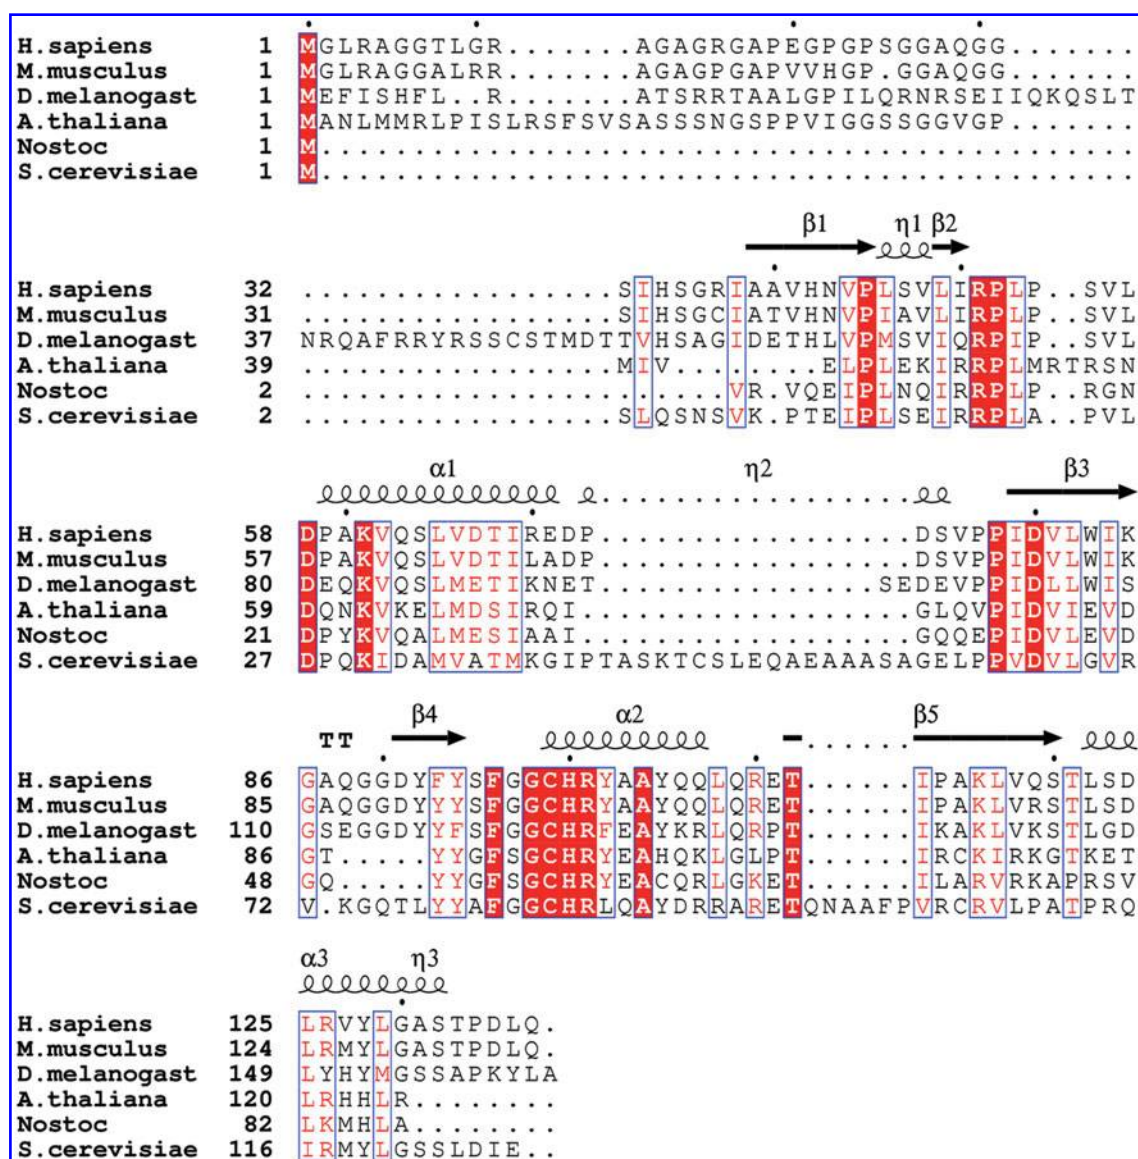 H.sapiens 1 MGLRAGGTLGR.......AGAGRGAPEGPGPSGGAQGG.......
M.musculus 1 MGLRAGGALRR.......AGAGPGAPVVHGP.GGAQGG.......
D.melanogast 1 MEFISHFL..R.......ATSRRTAALGPILQRNRSEIIQKQSLT
A.thaliana 1 MANLMMRLPISLRSFSVSASSSNGSPPVIGGSSGGVGP.......
Nostoc 1 M............................................
S.cerevisiae 1 M............................................
β1 η1 β2
H.sapiens 32 .................SIHSGRIAAVHNVPLSVLIRPLP..SVL
M.musculus 31 .................SIHSGCIATVHNVPIAVLIRPLP..SVL
D.melanogast 37 NRQAFRRYRSSCSTMDTTVHSAGIDETHLVPMSVIQRPIP..SVL
A.thaliana 39 .................MIV........ELPLEKIRRPLMRTRSN
Nostoc 2 .......................VR.VQEIPLNQIRRPLP..RGN
S.cerevisiae 2 .................SLQSNSVK.PTEIPLSEIRRPLA..PVL
α1 η2 β3
H.sapiens 58 DPAKVQSLVDTIREDP.................DSVPPIDVLWIK
M.musculus 57 DPAKVQSLVDTILADP.................DSVPPIDVLWIK
D.melanogast 80 DEQKVQSLMETIKNET...............SEDEVPPIDLLWIS
A.thaliana 59 DQNKVKELMDSIRQI..................GLQVPIDVIEVD
Nostoc 21 DPYKVQALMESIAAI..................GQQEPIDVLEVD
S.cerevisiae 27 DPQKIDAMVATMKGIPTASKTCSLEQAEAAASAGELPPVDVLGVR
TT β4 α2 β5
H.sapiens 86 GAQGGDYFYSFGGCHRYAAYQQLQRET......IPAKLVQSTLSD
M.musculus 85 GAQGGDYYYSFGGCHRYAAYQQLQRET......IPAKLVRSTLSD
D.melanogast 110 GSEGGDYYFSFGGCHRFEAYKRLQRPT......IKAKLVKSTLGD
A.thaliana 86 GT.....YYGFSGCHRYEAHQKLGLPT......IRCKIRKGTKET
Nostoc 48 GQ.....YYGFSGCHRYEACQRLGKET......ILARVRKAPRSV
S.cerevisiae 72 V.KGQTLYYAFGGCHRLQAYDRRARETQNAAFPVRCRVLPATPRQ
α3 η3
H.sapiens 125 LRVYLGASTPDLQ.
M.musculus 124 LRMYLGASTPDLQ.
D.melanogast 149 LYHYMGSSAPKYLA
A.thaliana 120 LRHHLR........
Nostoc 82 LKMHLA........
S.cerevisiae 116 IRMYLGSSLDIE..